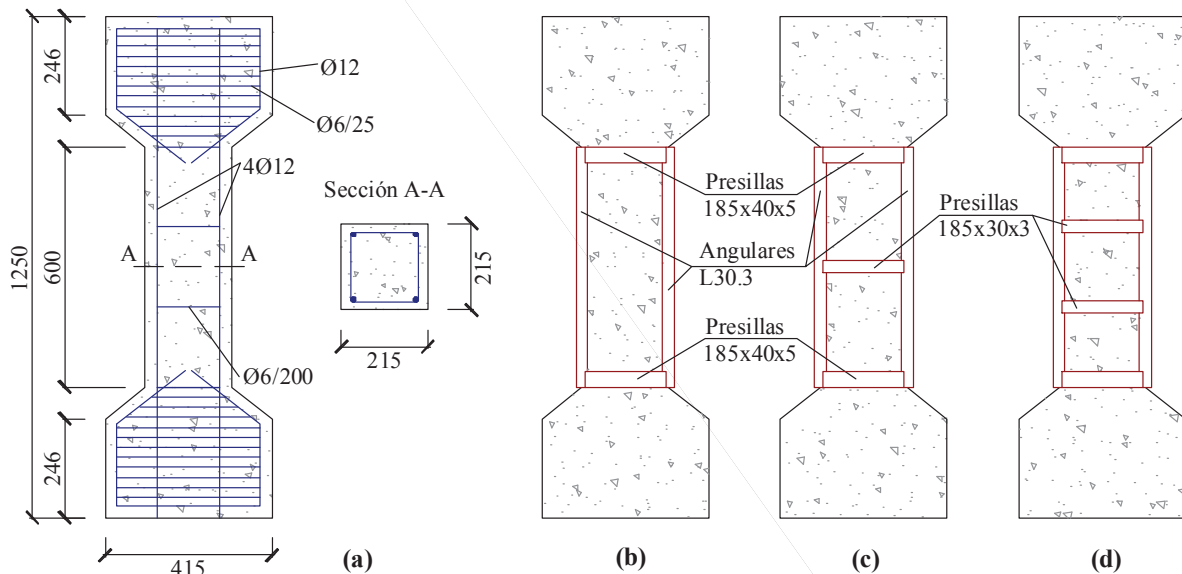 246
600
1250
246
415
Ø12
Ø6/25
4Ø12
Sección A-A
A
A
Ø6/200
215
215
(a)
Presillas
185x40x5
Angulares
L30.3
Presillas
185x40x5
Presillas
185x30x3
(b)
(c)
(d)